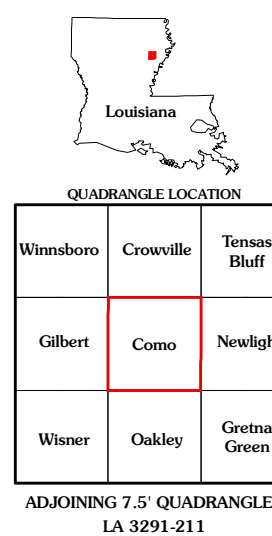 Louisiana
QUADRANGLE LOCATION
Winnsboro Crowville Tensas Bluff
Gilbert Como Newligh
Wisner Oakley Gretna Green
ADJOINING 7.5' QUADRANGLE
LA 3291-211